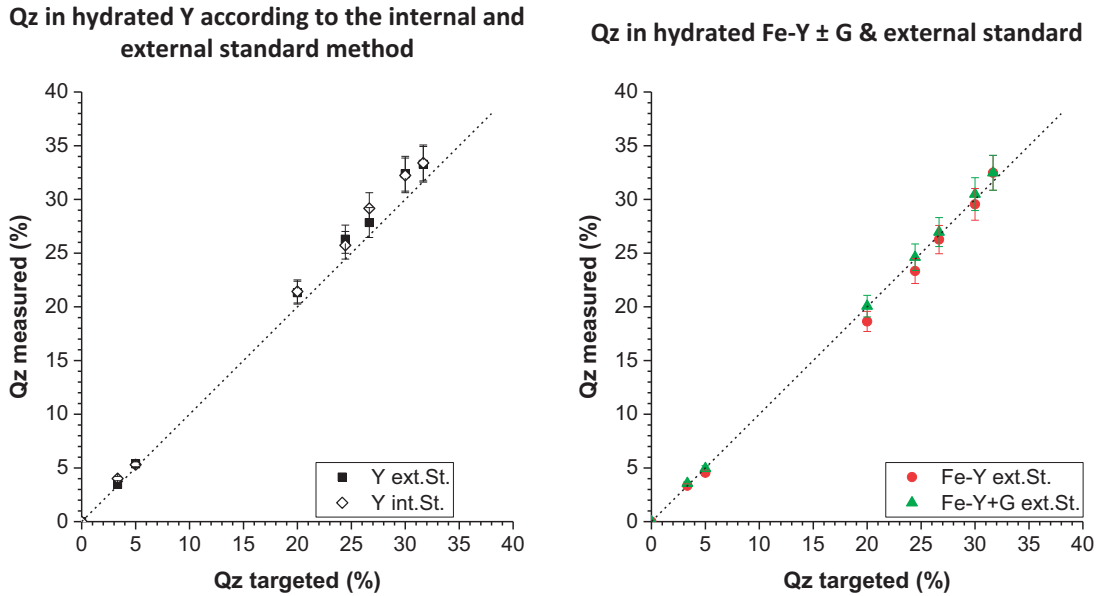 Qz in hydrated Y according to the internal and
external standard method
40
35
30
25
20
15
10
5
0
Qz measured (%)
Y ext.St.
Y int.St.
0 5 10 15 20 25 30 35 40
Qz targeted (%)
Qz in hydrated Fe-Y ± G & external standard
40
35
30
25
20
15
10
5
0
Qz measured (%)
Fe-Y ext.St.
Fe-Y+G ext.St.
0 5 10 15 20 25 30 35 40
Qz targeted (%)